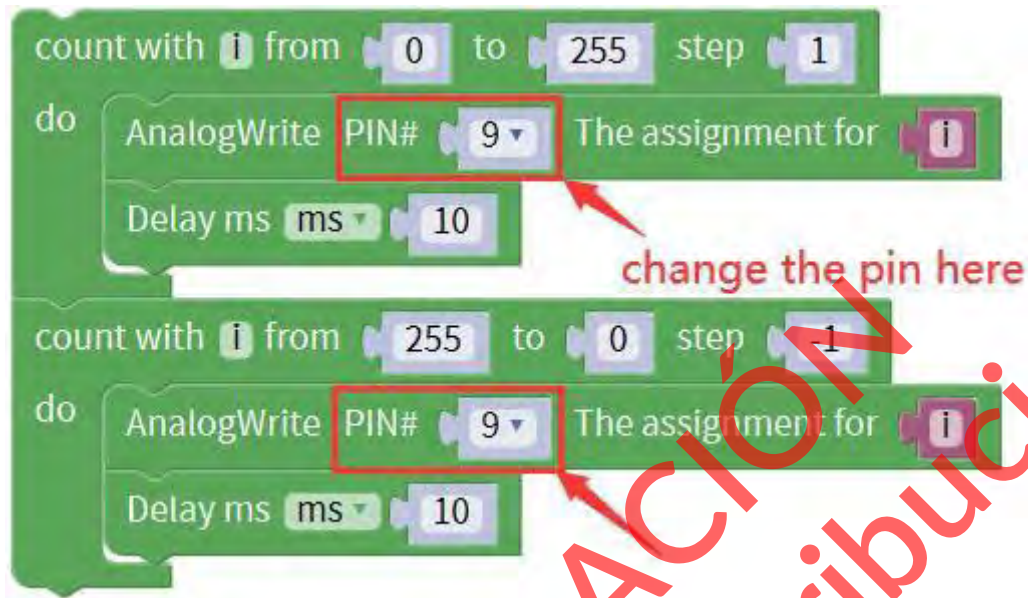 count with i from 0 to 255 step 1
do AnalogWrite PIN# 9 The assignment for i
Delay ms ms 10
change the pin here
count with i from 255 to 0 step -1
do AnalogWrite PIN# 9 The assignment for i
Delay ms ms 10